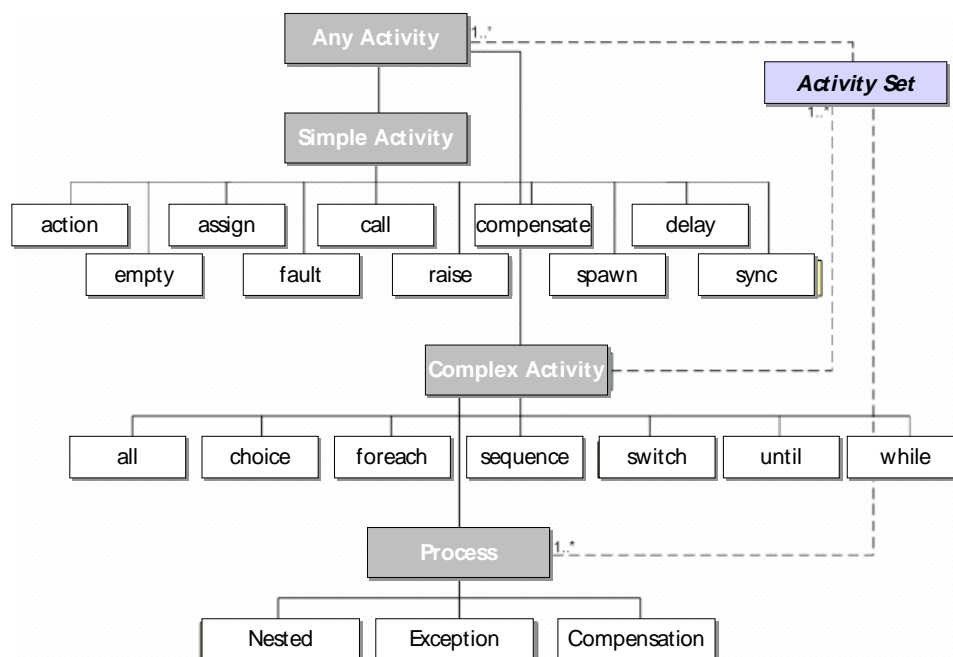 Any Activity
1..*
Activity Set
1..*
Simple Activity
action
assign
call
compensate
delay
empty
fault
raise
spawn
sync
Complex Activity
all
choice
foreach
sequence
switch
until
while
Process
1..*
Nested
Exception
Compensation